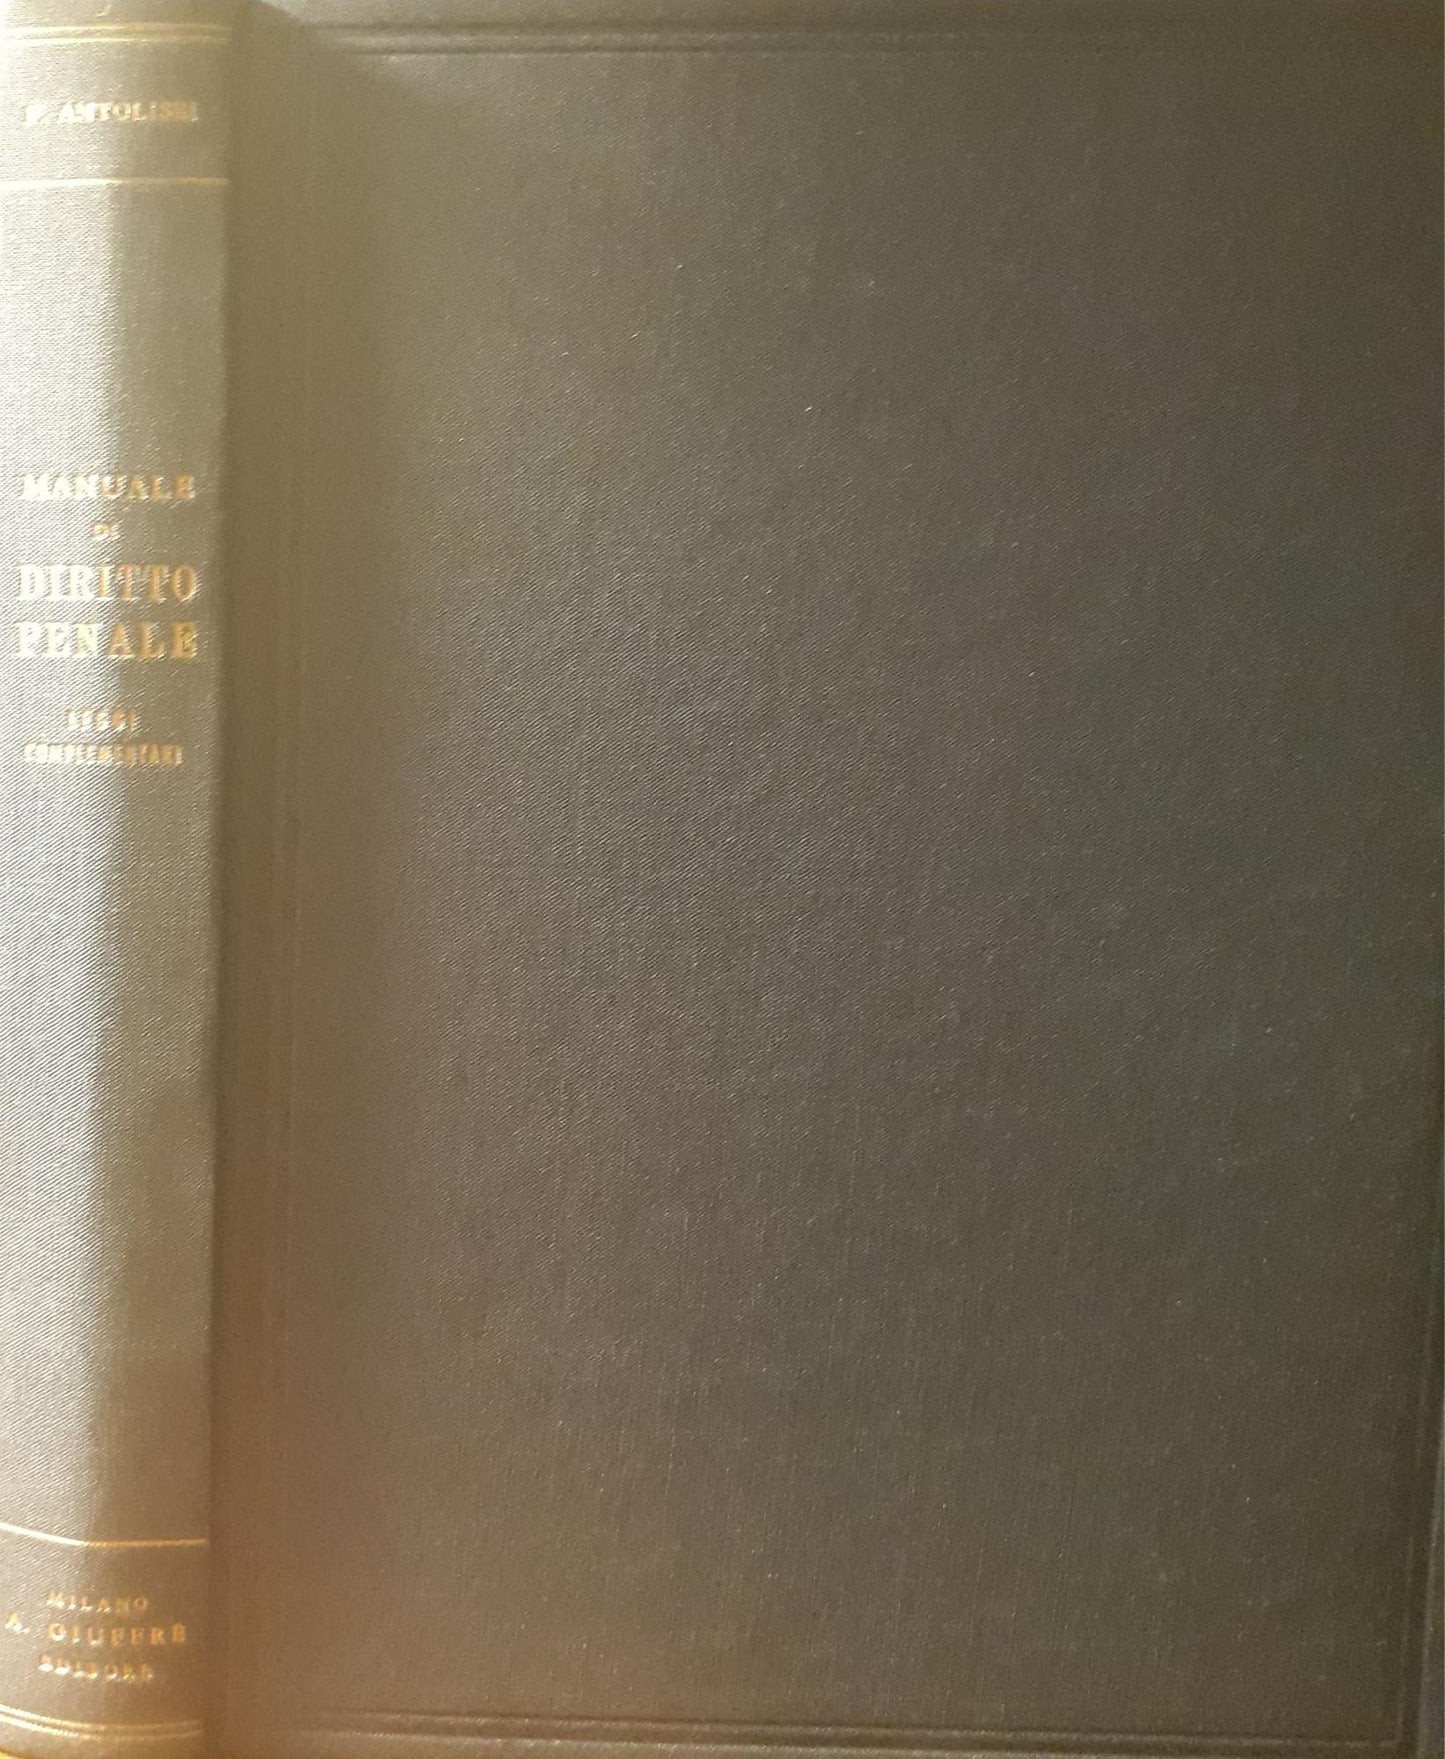 F. ANTOLISEI
MANUALE
DI
DIRITTO
PENALE
LEGGI
COMPLEMENTARI
MILANO
A. GIUFFRÈ
EDITORE